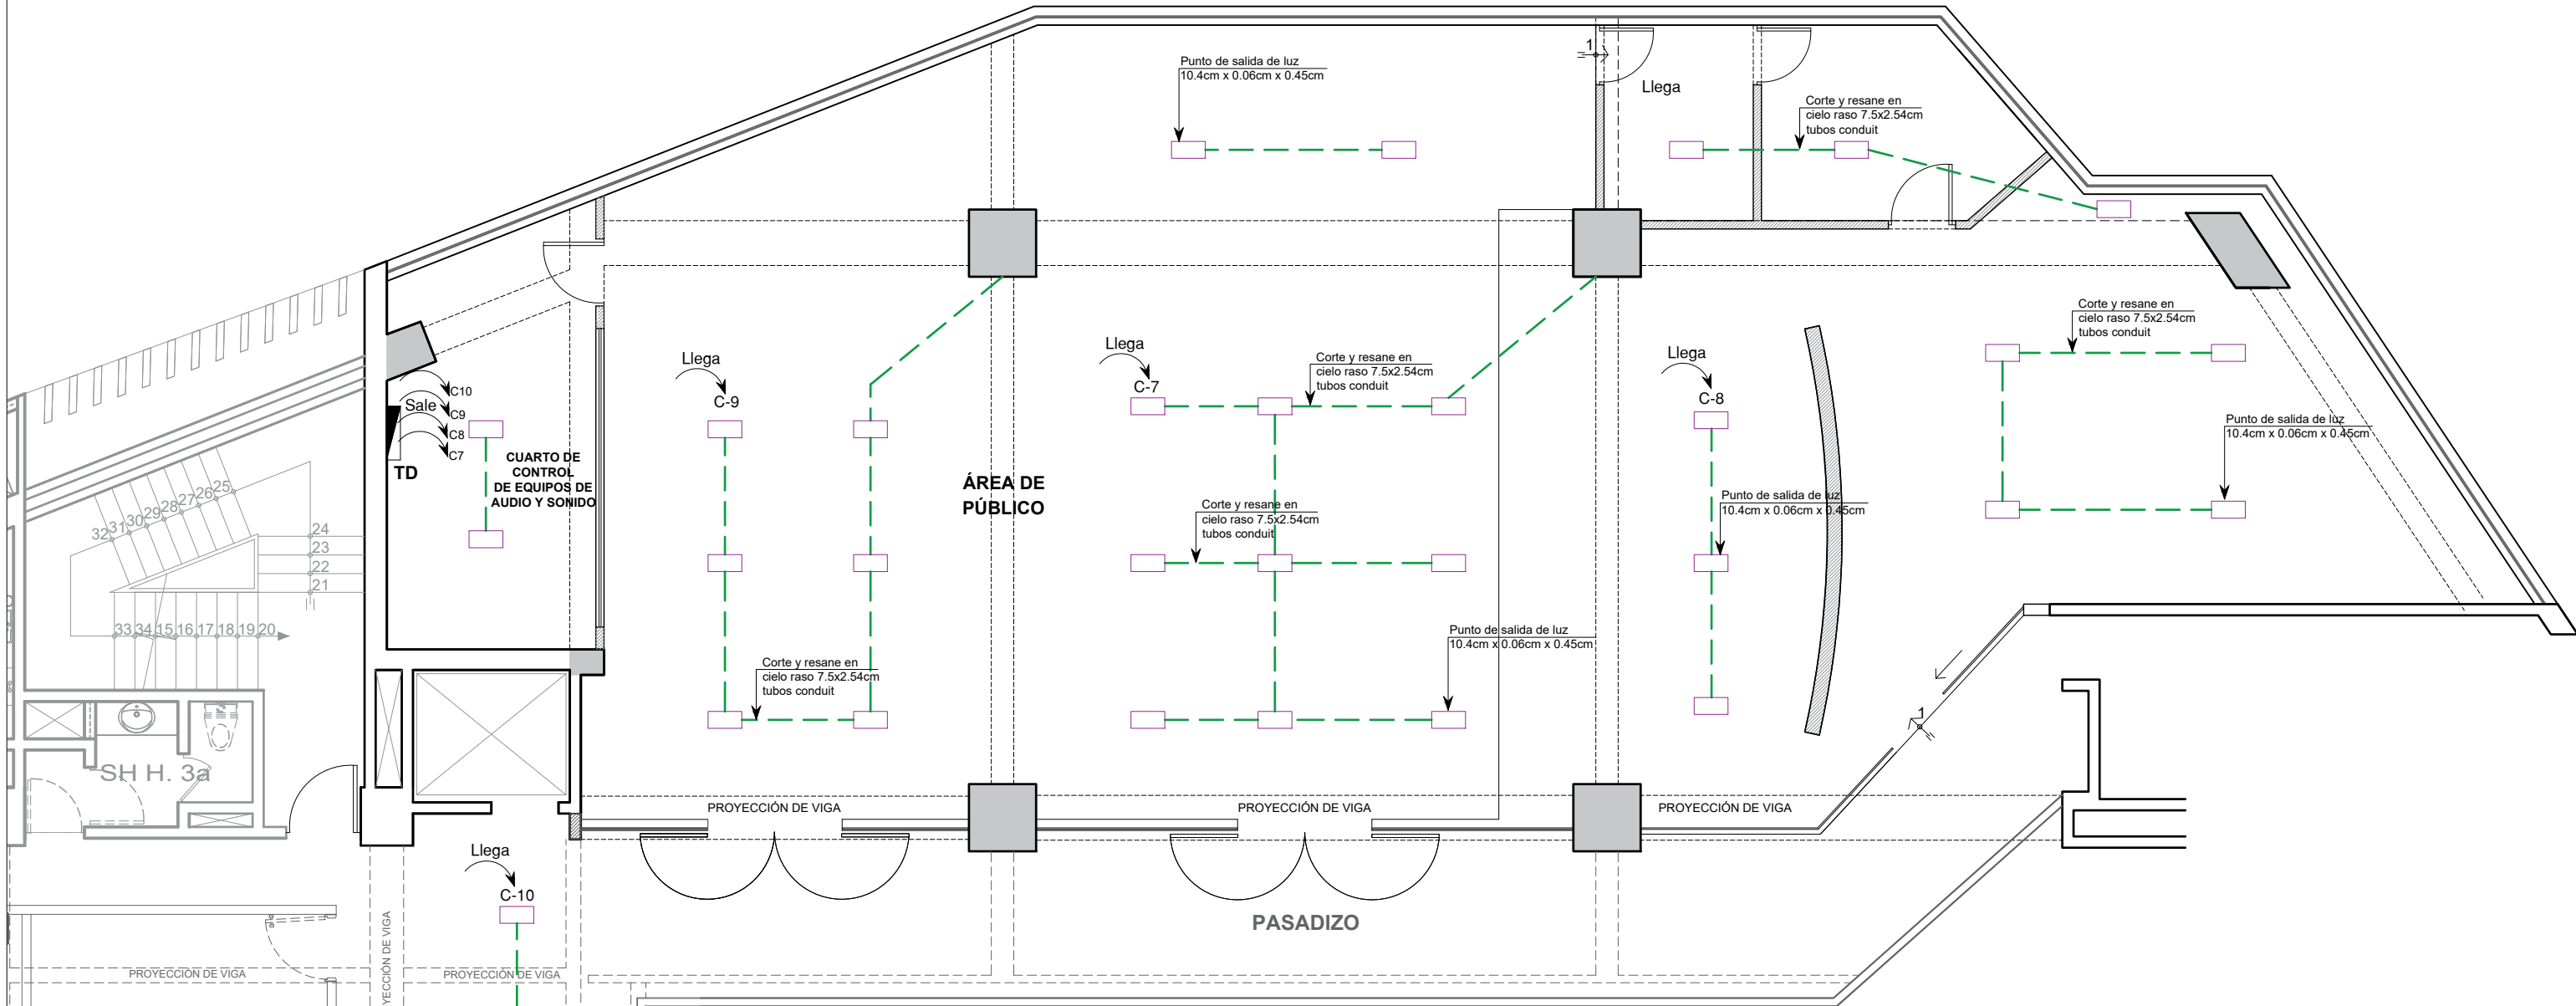 Punto de salida de luz
10.4cm x 0.06cm x 0.45cm
1
Llega
Corte y resane en
cielo raso 7.5x2.54cm
tubos conduit
Corte y resane en
cielo raso 7.5x2.54cm
tubos conduit
Llega
C-9
Llega
C-7
Corte y resane en
cielo raso 7.5x2.54cm
tubos conduit
Llega
C-8
C10
Sale
C9
C8
C7
TD
CUARTO DE
CONTROL
DE EQUIPOS DE
AUDIO Y SONIDO
ÁREA DE
PÚBLICO
Punto de salida de luz
10.4cm x 0.06cm x 0.45cm
Corte y resane en
cielo raso 7.5x2.54cm
tubos conduit
Punto de salida de luz
10.4cm x 0.06cm x 0.45cm
32
31
30
29
28
27
26
25
24
23
22
21
33
34
15
16
17
18
19
20
Punto de salida de luz
10.4cm x 0.06cm x 0.45cm
Corte y resane en
cielo raso 7.5x2.54cm
tubos conduit
1
SH H. 3a
PROYECCIÓN DE VIGA
PROYECCIÓN DE VIGA
PROYECCIÓN DE VIGA
Llega
C-10
PASADIZO
PROYECCIÓN DE VIGA
YECCIÓN DE VIGA
PROYECCIÓN DE VIGA